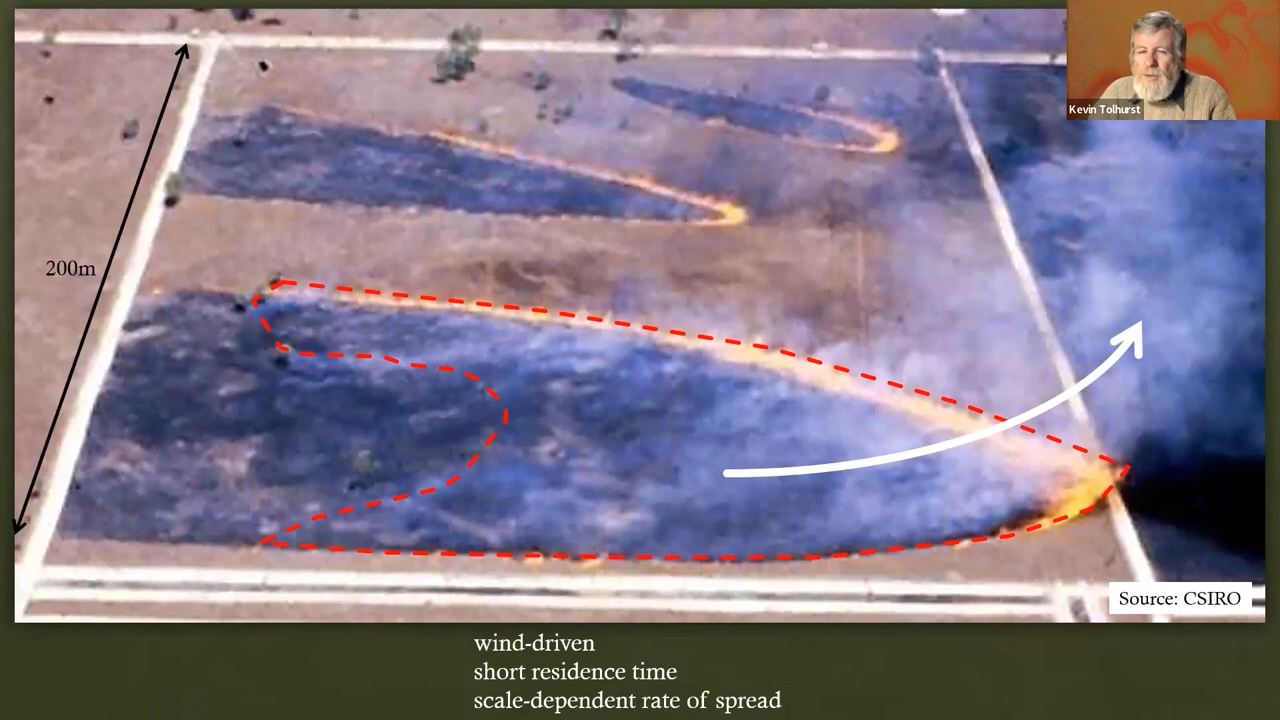 Kevin Tolhurst
200m
Source: CSIRO
wind-driven
short residence time
scale-dependent rate of spread